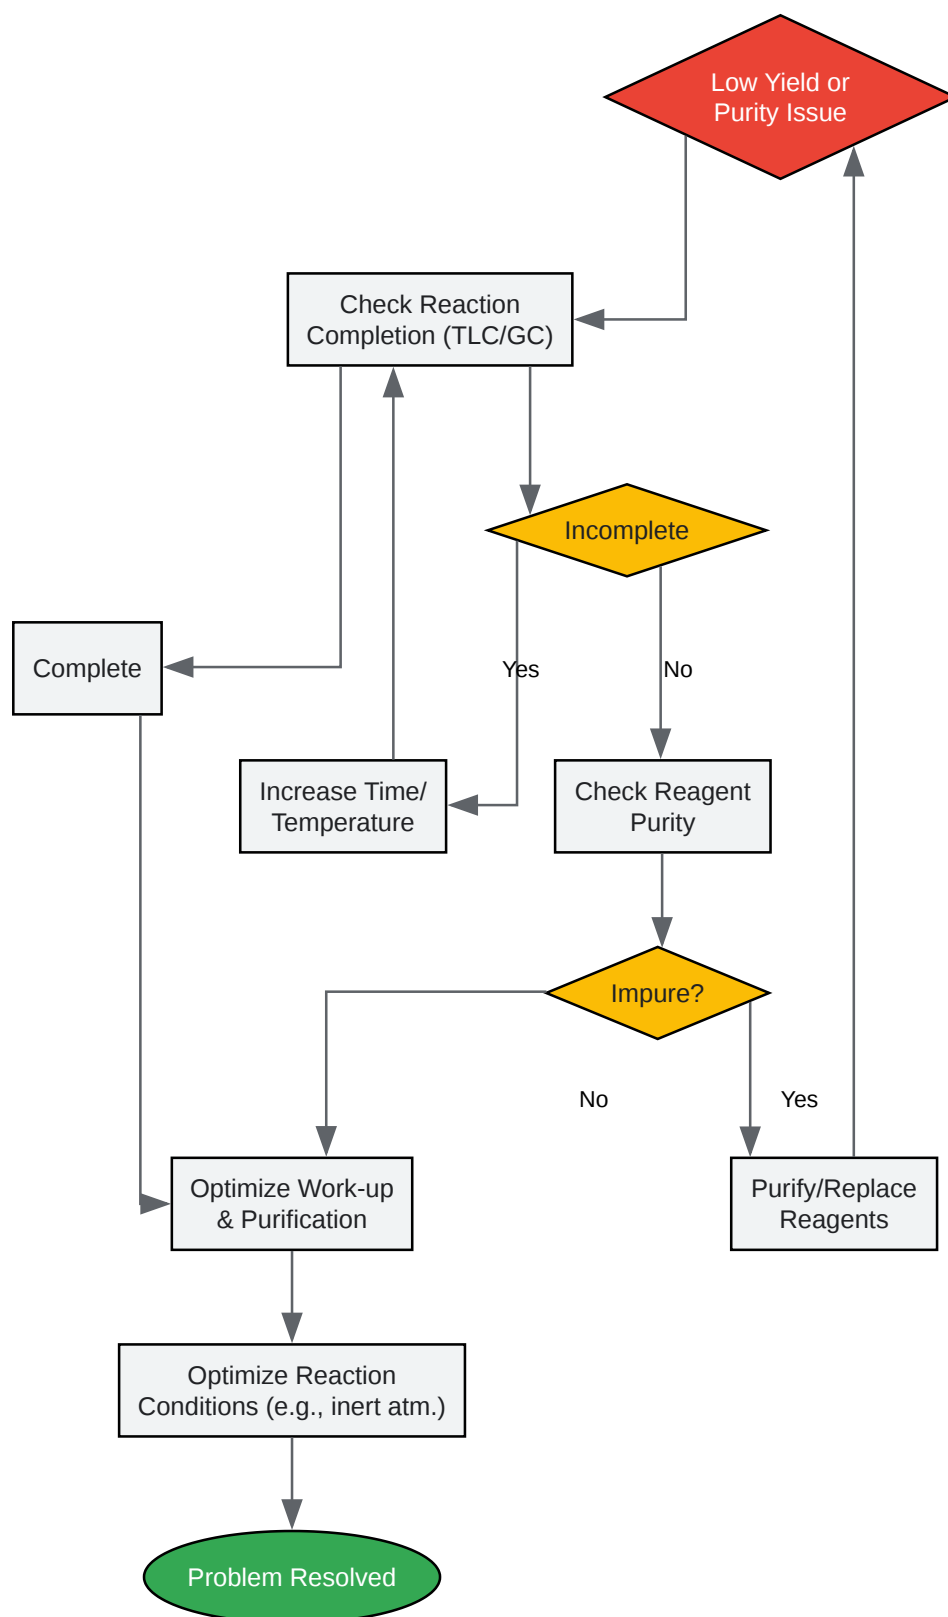 Low Yield or
Purity Issue
Check Reaction
Completion (TLC/GC)
Incomplete
Complete
Yes
No
Increase Time/
Temperature
Check Reagent
Purity
Impure?
No
Yes
Optimize Work-up
& Purification
Purify/Replace
Reagents
Optimize Reaction
Conditions (e.g., inert atm.)
Problem Resolved